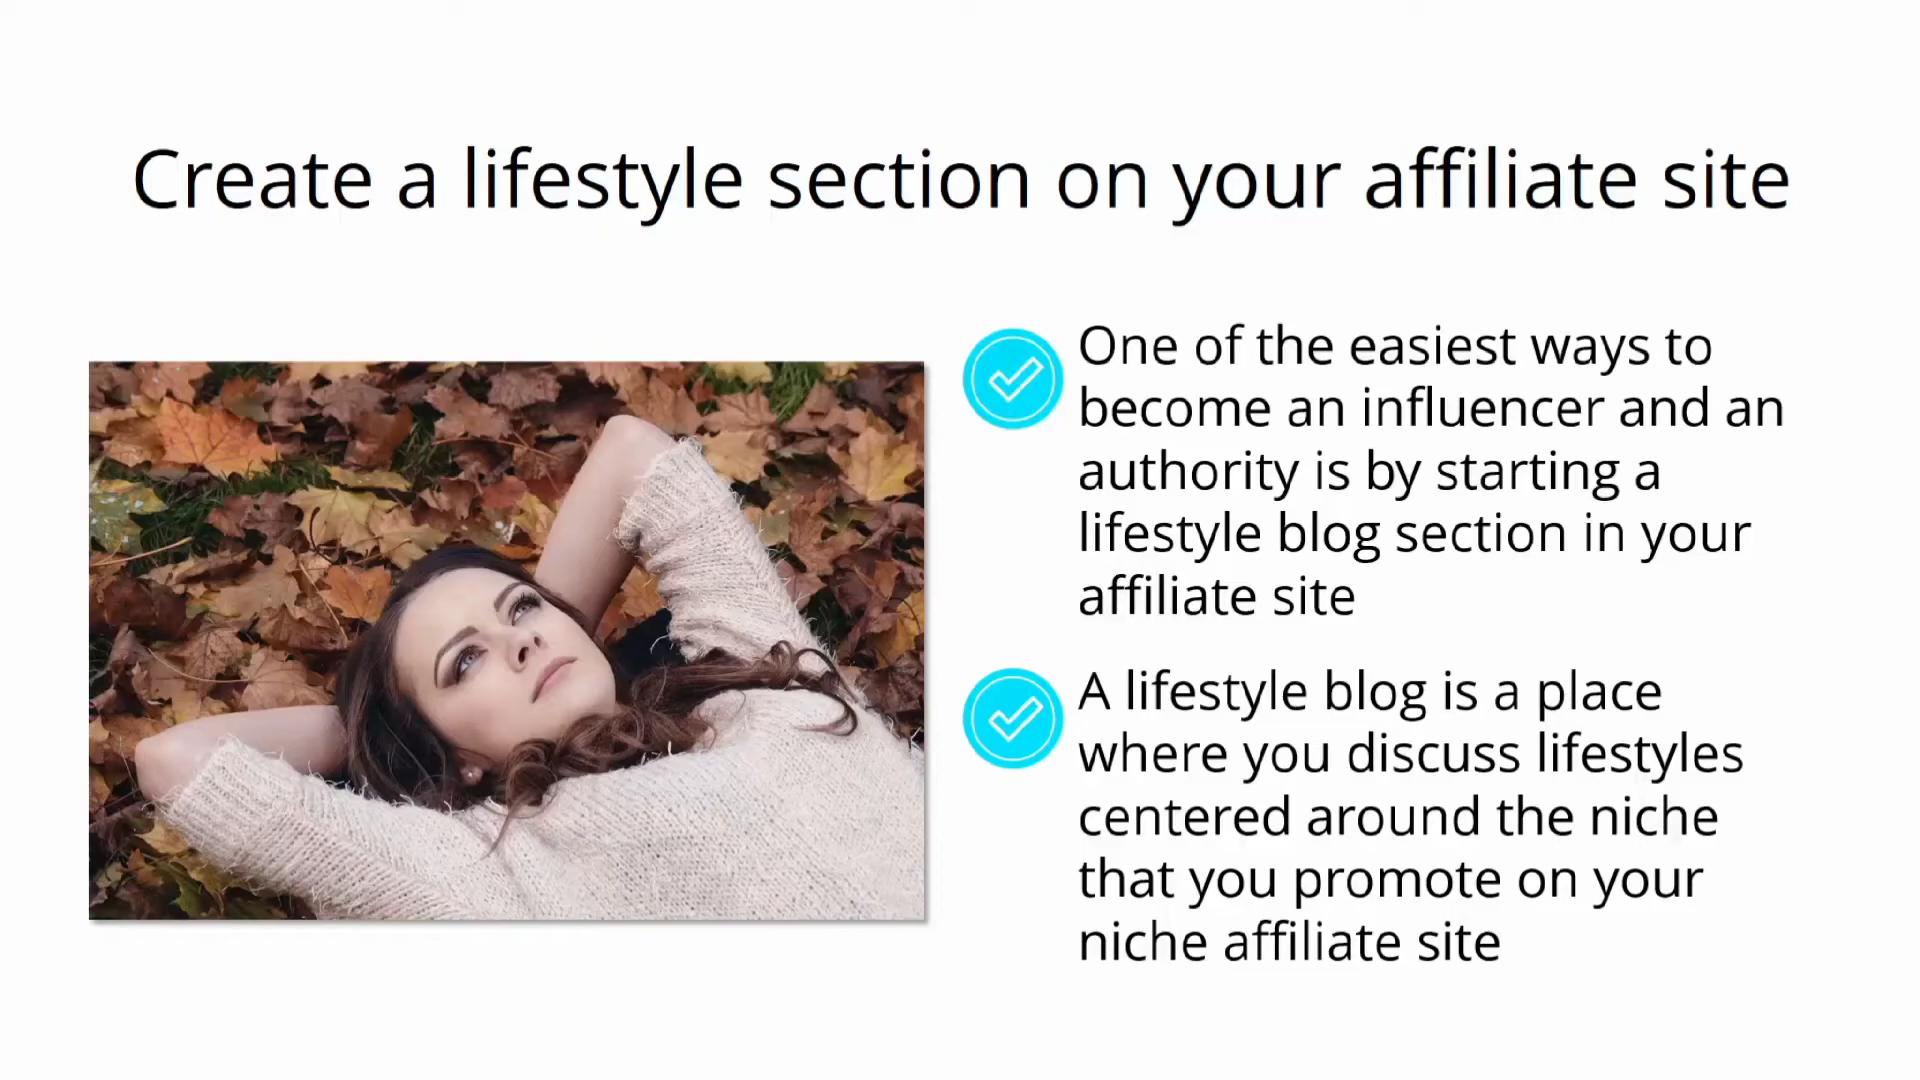 Create a lifestyle section on your affiliate site
One of the easiest ways to
become an influencer and an
authority is by starting a
lifestyle blog section in your
affiliate site
A lifestyle blog is a place
where you discuss lifestyles
centered around the niche
that you promote on your
niche affiliate site